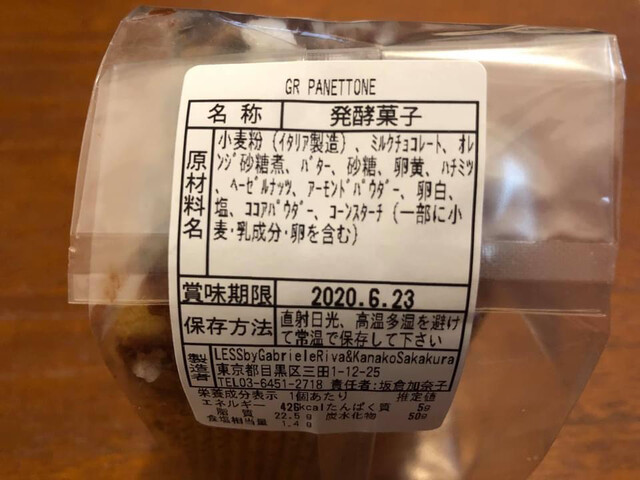 GR PANETTONE
名称 発酵菓子
原材料名 小麦粉（ｲﾀﾘｱ製造）、ﾐﾙｸﾁｮｺﾚｰﾄ、ｵﾚ
ﾝｼﾞ砂糖煮、ﾊﾞﾀｰ、砂糖、卵黄、ﾊﾁﾐﾂ、
ﾍｰｾﾞﾙﾅｯﾂ、ｱｰﾓﾝﾄﾞﾊﾟｳﾀﾞｰ、卵白、
塩、ｺｺｱﾊﾟｳﾀﾞｰ、ｺｰﾝｽﾀｰﾁ（一部に小
麦･乳成分･卵を含む）
賞味期限 2020.6.23
保存方法 直射日光、高温多湿を避け
て常温で保存して下さい
製造者 LESSbyGabrieleRiva&KanakoSakakura
東京都目黒区三田1-12-25
TEL03-6451-2718 責任者:坂倉加奈子
栄養成分表示 1個あたり 推定値
エネルギー 426kcal たんぱく質 5g
脂質 22.5g 炭水化物 50g
食塩相当量 1.4g